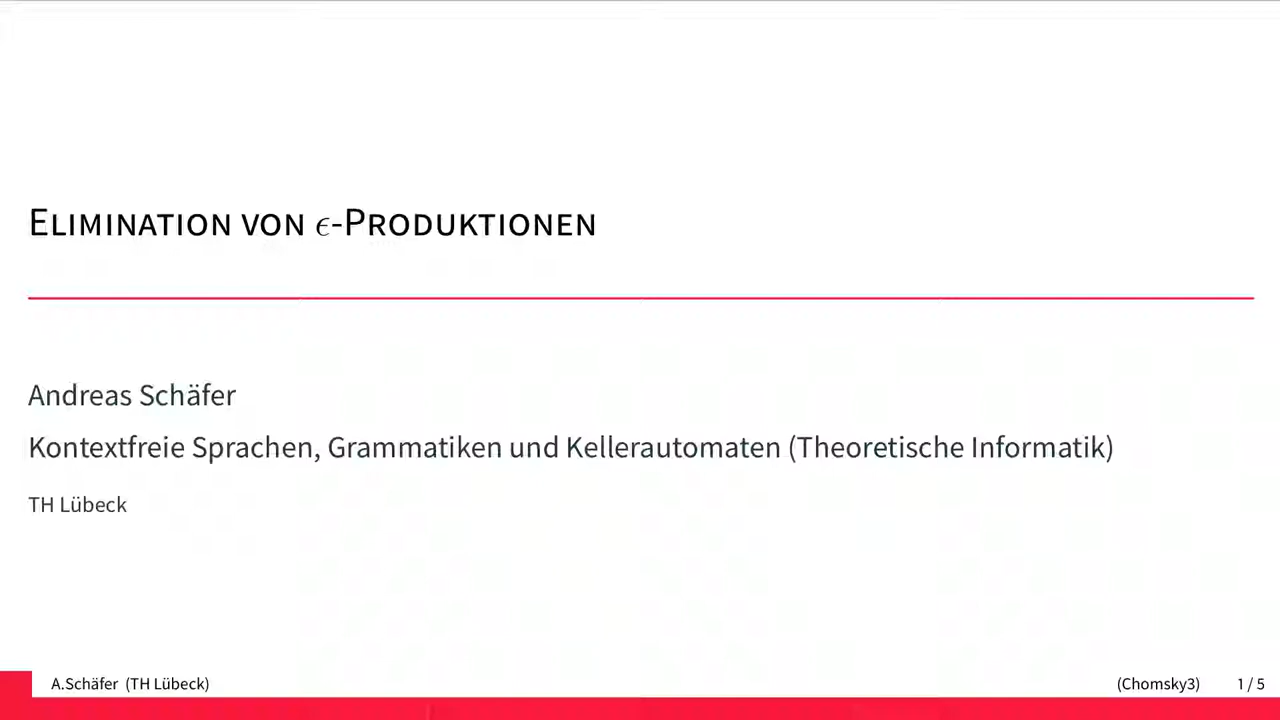 Elimination von ϵ-Produktionen
Andreas Schäfer
Kontextfreie Sprachen, Grammatiken und Kellerautomaten (Theoretische Informatik)
TH Lübeck
A.Schäfer (TH Lübeck) (Chomsky3) 1 / 5